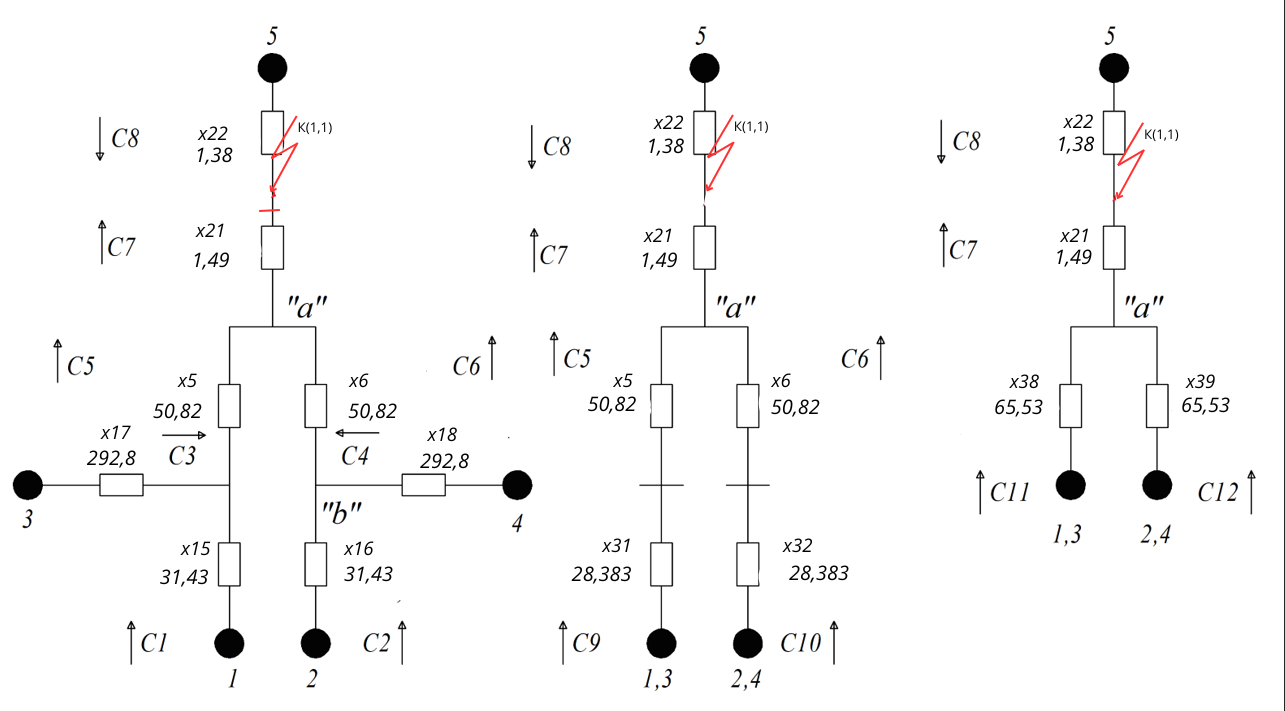 5
C8
x22
1,38
K(1,1)
C7
x21
1,49
"a"
C5
C6
x5
50,82
x6
50,82
x17
292,8
C3
C4
x18
292,8
3
"b"
4
x15
31,43
x16
31,43
C1
C2
1
2
5
C8
x22
1,38
K(1,1)
C7
x21
1,49
"a"
C5
C6
x5
50,82
x6
50,82
x31
28,383
x32
28,383
C9
C10
1,3
2,4
5
C8
x22
1,38
K(1,1)
C7
x21
1,49
"a"
x38
65,53
x39
65,53
C11
C12
1,3
2,4